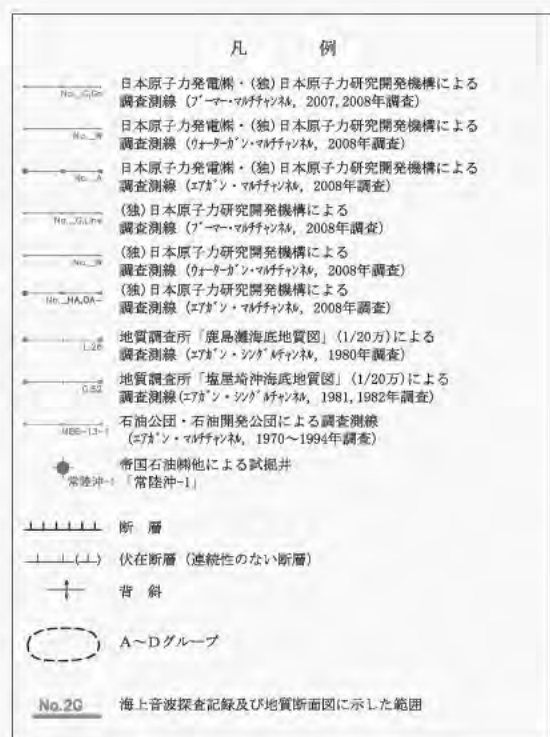 凡 例
No._G,Gn 日本原子力発電㈱・(独)日本原子力研究開発機構による
調査測線（ﾌﾞｰﾏｰ・ﾏﾙﾁﾁｬﾝﾈﾙ, 2007,2008年調査）
No._W 日本原子力発電㈱・(独)日本原子力研究開発機構による
調査測線（ｳｫｰﾀｰｶﾞﾝ・ﾏﾙﾁﾁｬﾝﾈﾙ, 2008年調査）
No._A 日本原子力発電㈱・(独)日本原子力研究開発機構による
調査測線（ｴｱｶﾞﾝ・ﾏﾙﾁﾁｬﾝﾈﾙ, 2008年調査）
No._G,Line (独)日本原子力研究開発機構による
調査測線（ﾌﾞｰﾏｰ・ﾏﾙﾁﾁｬﾝﾈﾙ, 2008年調査）
No._W (独)日本原子力研究開発機構による
調査測線（ｳｫｰﾀｰｶﾞﾝ・ﾏﾙﾁﾁｬﾝﾈﾙ, 2008年調査）
No._NA,OA- (独)日本原子力研究開発機構による
調査測線（ｴｱｶﾞﾝ・ﾏﾙﾁﾁｬﾝﾈﾙ, 2008年調査）
L.26 地質調査所「鹿島灘海底地質図」(1/20万)による
調査測線（ｴｱｶﾞﾝ・ｼﾝｸﾞﾙﾁｬﾝﾈﾙ, 1980年調査）
G.52 地質調査所「塩屋埼沖海底地質図」(1/20万)による
調査測線（ｴｱｶﾞﾝ・ｼﾝｸﾞﾙﾁｬﾝﾈﾙ, 1981,1982年調査）
石油公団・石油開発公団による調査測線
（ｴｱｶﾞﾝ・ﾏﾙﾁﾁｬﾝﾈﾙ, 1970～1994年調査）
帝国石油㈱他による試掘井
常陸沖-1 「常陸沖-1」
断 層
伏在断層（連続性のない断層）
背 斜
A～Dグループ
No.2G 海上音波探査記録及び地質断面図に示した範囲